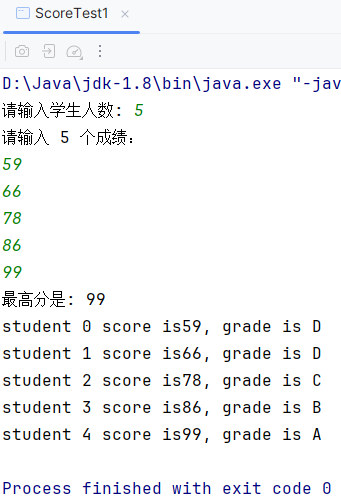 ScoreTest1
D:\Java\jdk-1.8\bin\java.exe "-jav
请输入学生人数: 5
请输入 5 个成绩：
59
66
78
86
99
最高分是: 99
student 0 score is59, grade is D
student 1 score is66, grade is D
student 2 score is78, grade is C
student 3 score is86, grade is B
student 4 score is99, grade is A
Process finished with exit code 0